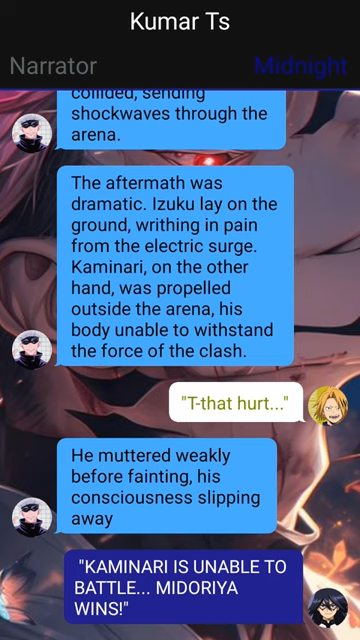 Kumar Ts
Narrator
Midnight
collided, sending
shockwaves through the
arena.
The aftermath was
dramatic. Izuku lay on the
ground, writhing in pain
from the electric surge.
Kaminari, on the other
hand, was propelled
outside the arena, his
body unable to withstand
the force of the clash.
"T-that hurt..."
He muttered weakly
before fainting, his
consciousness slipping
away
"KAMINARI IS UNABLE TO
BATTLE... MIDORIYA
WINS!"